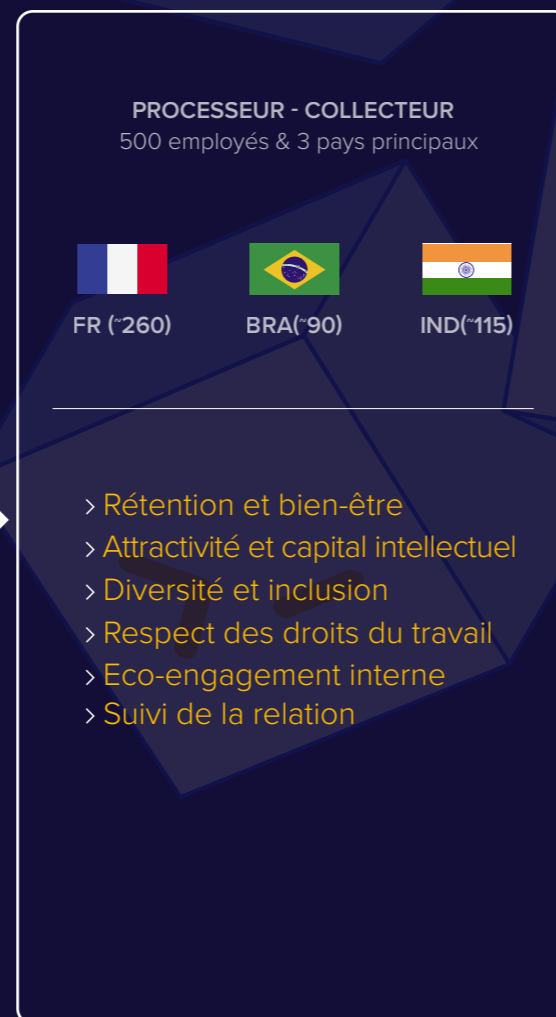 PROCESSEUR - COLLECTEUR
500 employés & 3 pays principaux
FR (~260)
BRA(~90)
IND(~115)
> Rétention et bien-être
> Attractivité et capital intellectuel
> Diversité et inclusion
> Respect des droits du travail
> Eco-engagement interne
> Suivi de la relation